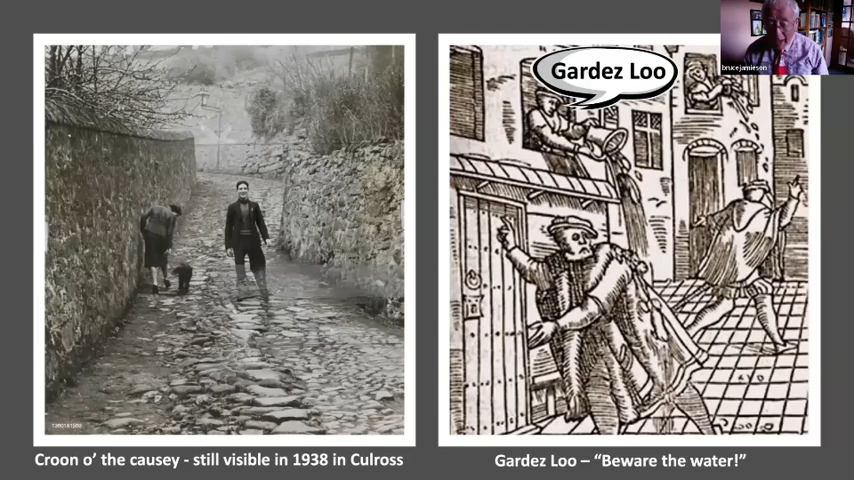 brucejamieson
Gardez Loo
Croon o' the causey - still visible in 1938 in Culross
Gardez Loo – “Beware the water!”